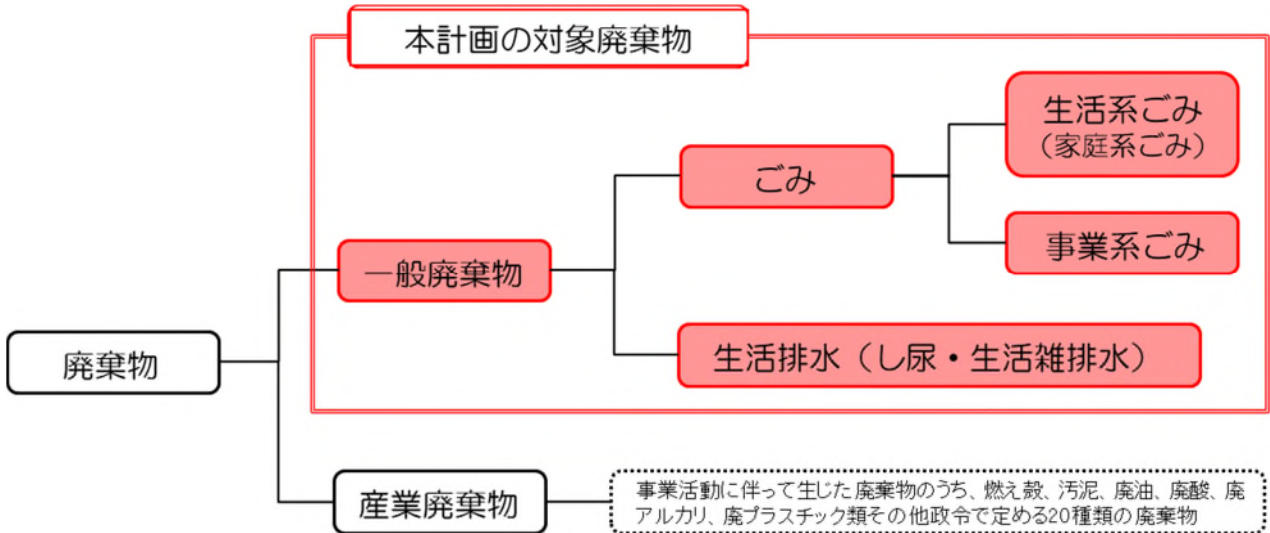 本計画の対象廃棄物
生活系ごみ
（家庭系ごみ）
ごみ
事業系ごみ
一般廃棄物
生活排水（し尿・生活雑排水）
廃棄物
産業廃棄物
事業活動に伴って生じた廃棄物のうち、燃え殻、汚泥、廃油、廃酸、廃
アルカリ、廃プラスチック類その他政令で定める20種類の廃棄物